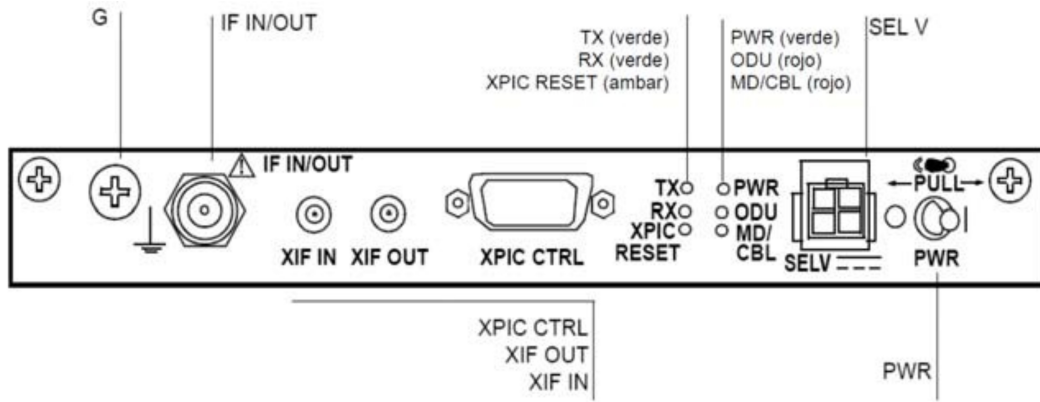 G
IF IN/OUT
TX (verde)
RX (verde)
XPIC RESET (ambar)
PWR (verde)
ODU (rojo)
MD/CBL (rojo)
SEL V
IF IN/OUT
XIF IN
XIF OUT
XPIC CTRL
TX
RX
XPIC
RESET
PWR
ODU
MD/
CBL
SELV
PULL
PWR
XPIC CTRL
XIF OUT
XIF IN
PWR